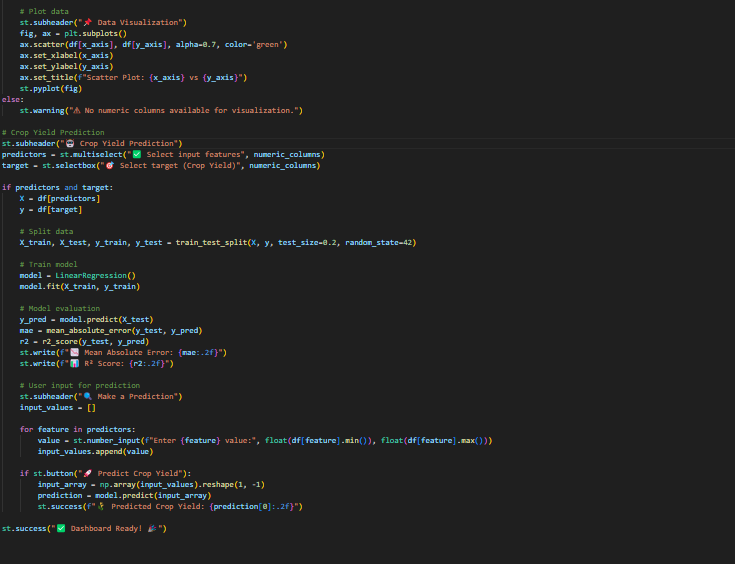 # Plot data
st.subheader("📌 Data Visualization")
fig, ax = plt.subplots()
ax.scatter(df[x_axis], df[y_axis], alpha=0.7, color='green')
ax.set_xlabel(x_axis)
ax.set_ylabel(y_axis)
ax.set_title(f"Scatter Plot: {x_axis} vs {y_axis}")
st.pyplot(fig)
else:
st.warning("⚠ No numeric columns available for visualization.")
# Crop Yield Prediction
st.subheader("🤖 Crop Yield Prediction")
predictors = st.multiselect("✅ Select input features", numeric_columns)
target = st.selectbox("🎯 Select target (Crop Yield)", numeric_columns)
if predictors and target:
X = df[predictors]
y = df[target]
# Split data
X_train, X_test, y_train, y_test = train_test_split(X, y, test_size=0.2, random_state=42)
# Train model
model = LinearRegression()
model.fit(X_train, y_train)
# Model evaluation
y_pred = model.predict(X_test)
mae = mean_absolute_error(y_test, y_pred)
r2 = r2_score(y_test, y_pred)
st.write(f"📉 Mean Absolute Error: {mae:.2f}")
st.write(f"📊 R² Score: {r2:.2f}")
# User input for prediction
st.subheader("🔍 Make a Prediction")
input_values = []
for feature in predictors:
value = st.number_input(f"Enter {feature} value:", float(df[feature].min()), float(df[feature].max()))
input_values.append(value)
if st.button("🚀 Predict Crop Yield"):
input_array = np.array(input_values).reshape(1, -1)
prediction = model.predict(input_array)
st.success(f"🌾 Predicted Crop Yield: {prediction[0]:.2f}")
st.success("✅ Dashboard Ready! 🎉")